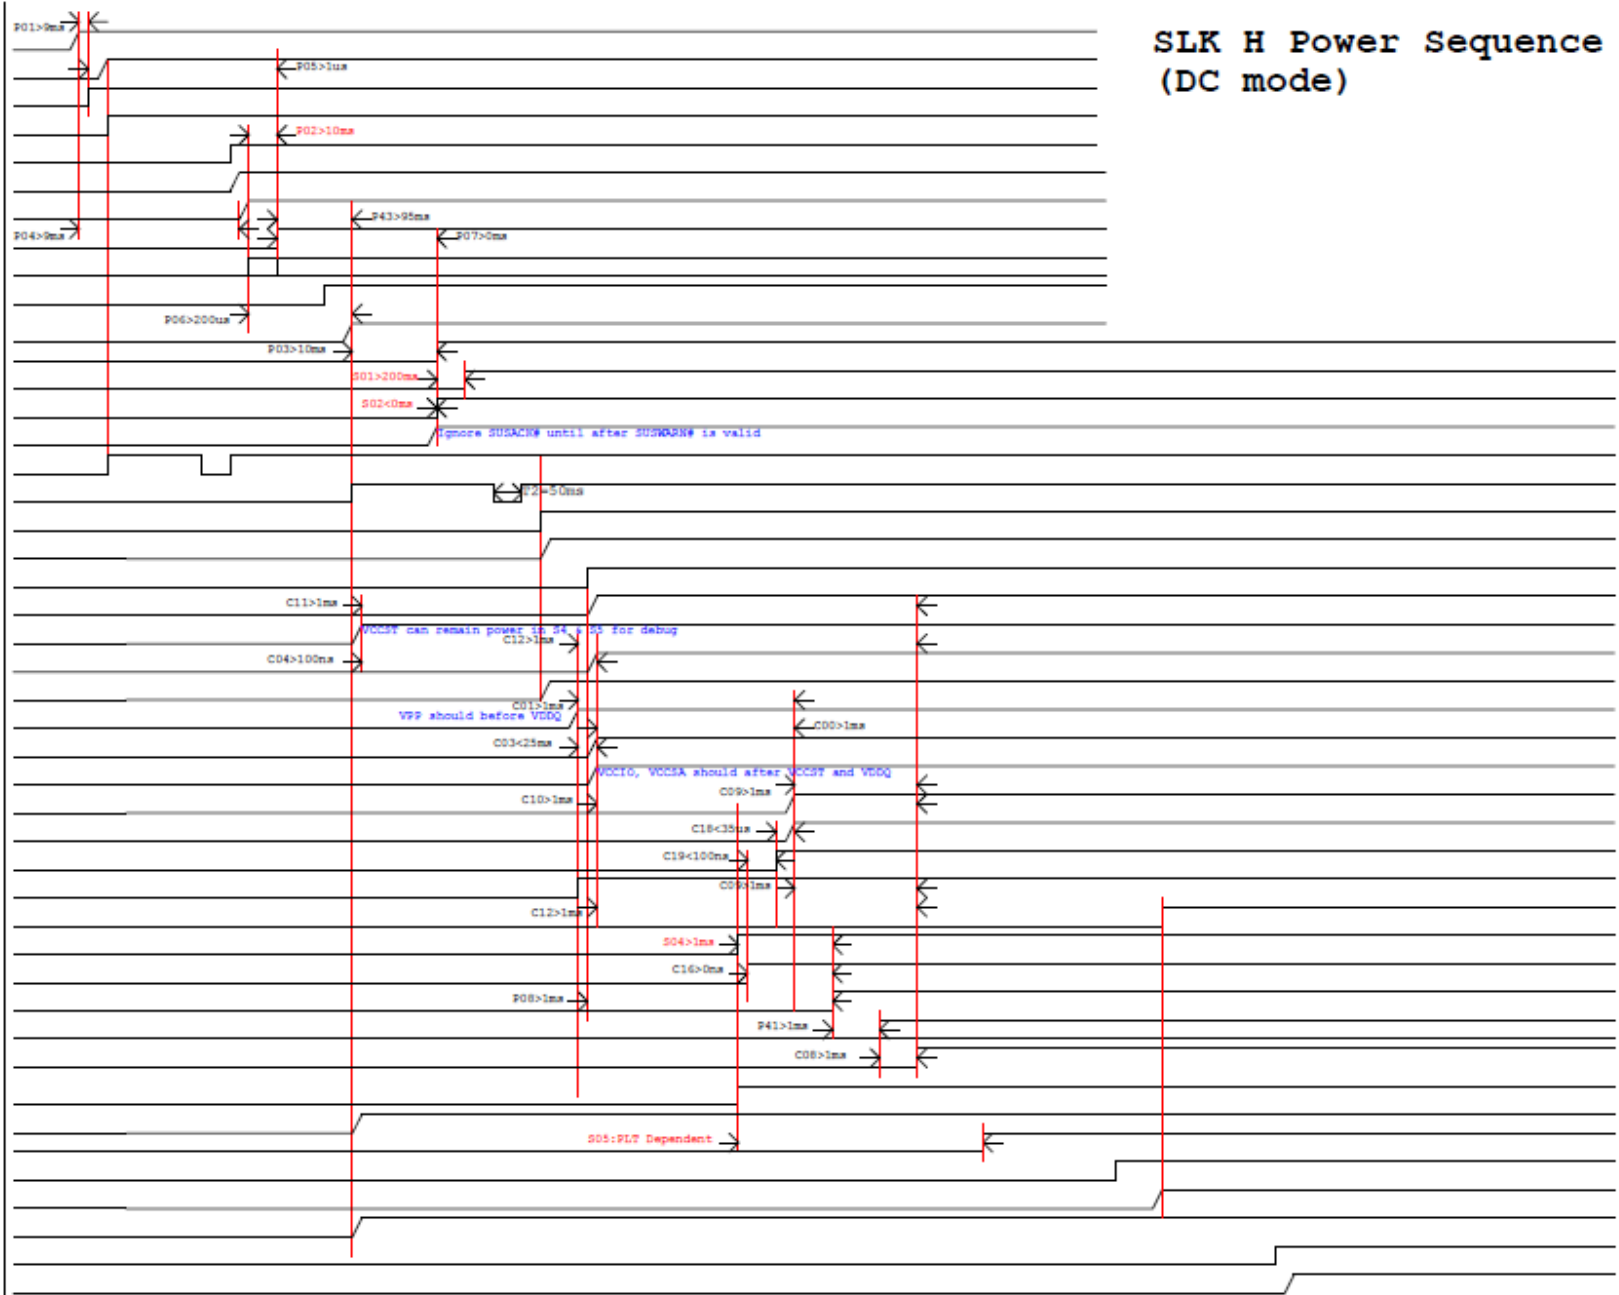 P01>9ms
SLK H Power Sequence
(DC mode)
P05>1us
P02>10ms
P43>95ms
P04>9ms
P07>0ms
P06>200us
P03>10ms
S01>200ms
S02<0ms
Ignore SUSACK# until after SUSWARN# is valid
T2=50ms
C11>1ms
VCCST can remain power in S4 & S5 for debug
C12>1ms
C04>100ns
C01>1ms
VPP should before VDDQ
C00>1ms
C03<25ms
VCCIO, VCCSA should after VCCST and VDDQ
C09>1ms
C10>1ms
C18<35us
C19<100ns
C09>1ms
C12>1ms
S04>1ms
C16>0ms
P08>1ms
P41>1ms
C08>1ms
S05:PLT Dependent